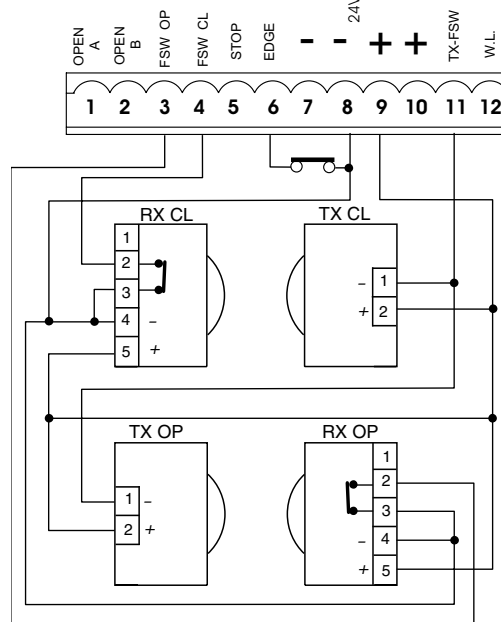 OPEN A
OPEN B
FSW OP
FSW CL
STOP
EDGE
-
-
24V
+
+
TX-FSW
W.L.
1 2 3 4 5 6 7 8 9 10 11 12
RX CL
TX CL
1
2
3
4 -
5 +
- 1
+ 2
TX OP
RX OP
1 -
2 +
1
2
3
- 4
+ 5